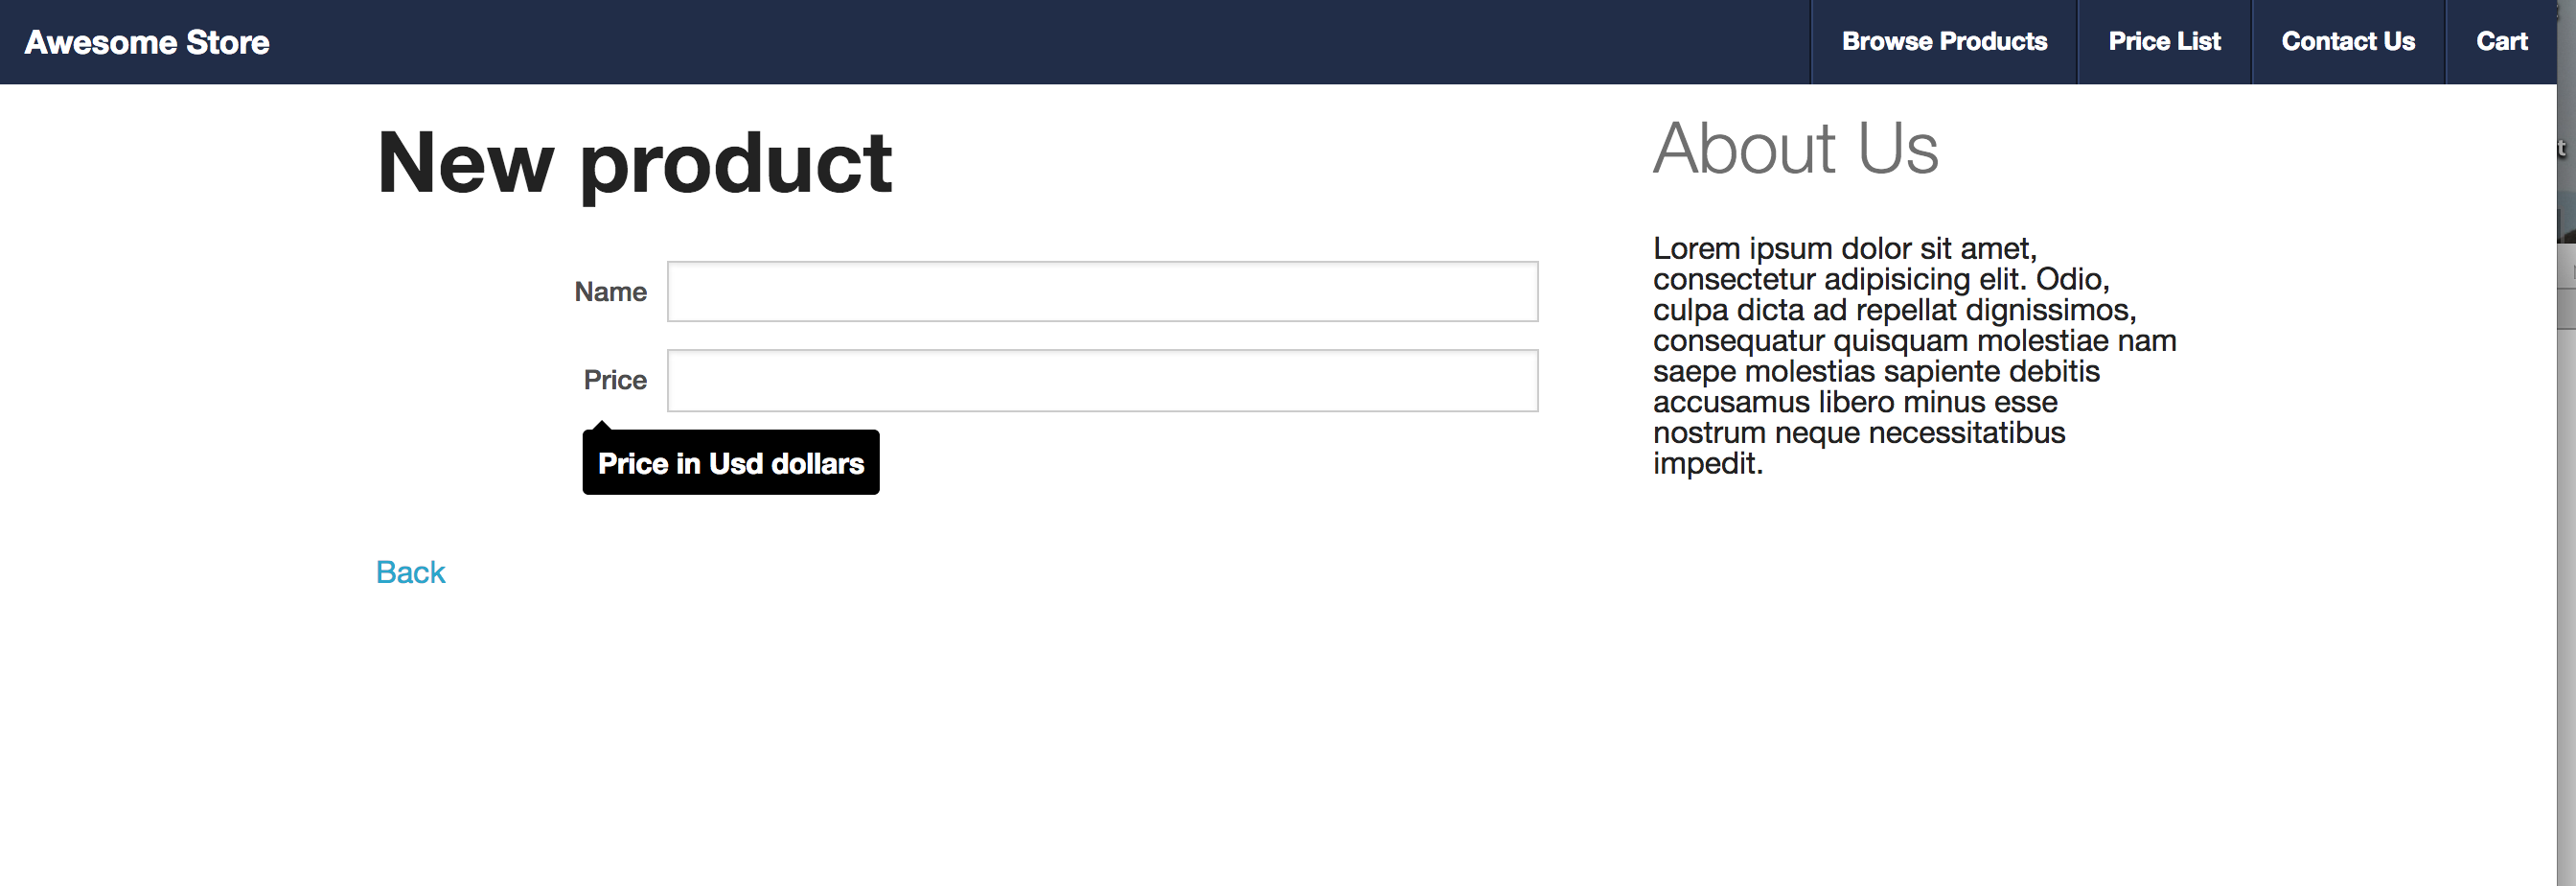 Awesome Store
Browse Products
Price List
Contact Us
Cart
New product
Name
Price
Price in Usd dollars
Back
About Us
Lorem ipsum dolor sit amet,
consectetur adipisicing elit. Odio,
culpa dicta ad repellat dignissimos,
consequatur quisquam molestiae nam
saepe molestias sapiente debitis
accusamus libero minus esse
nostrum neque necessitatibus
impedit.